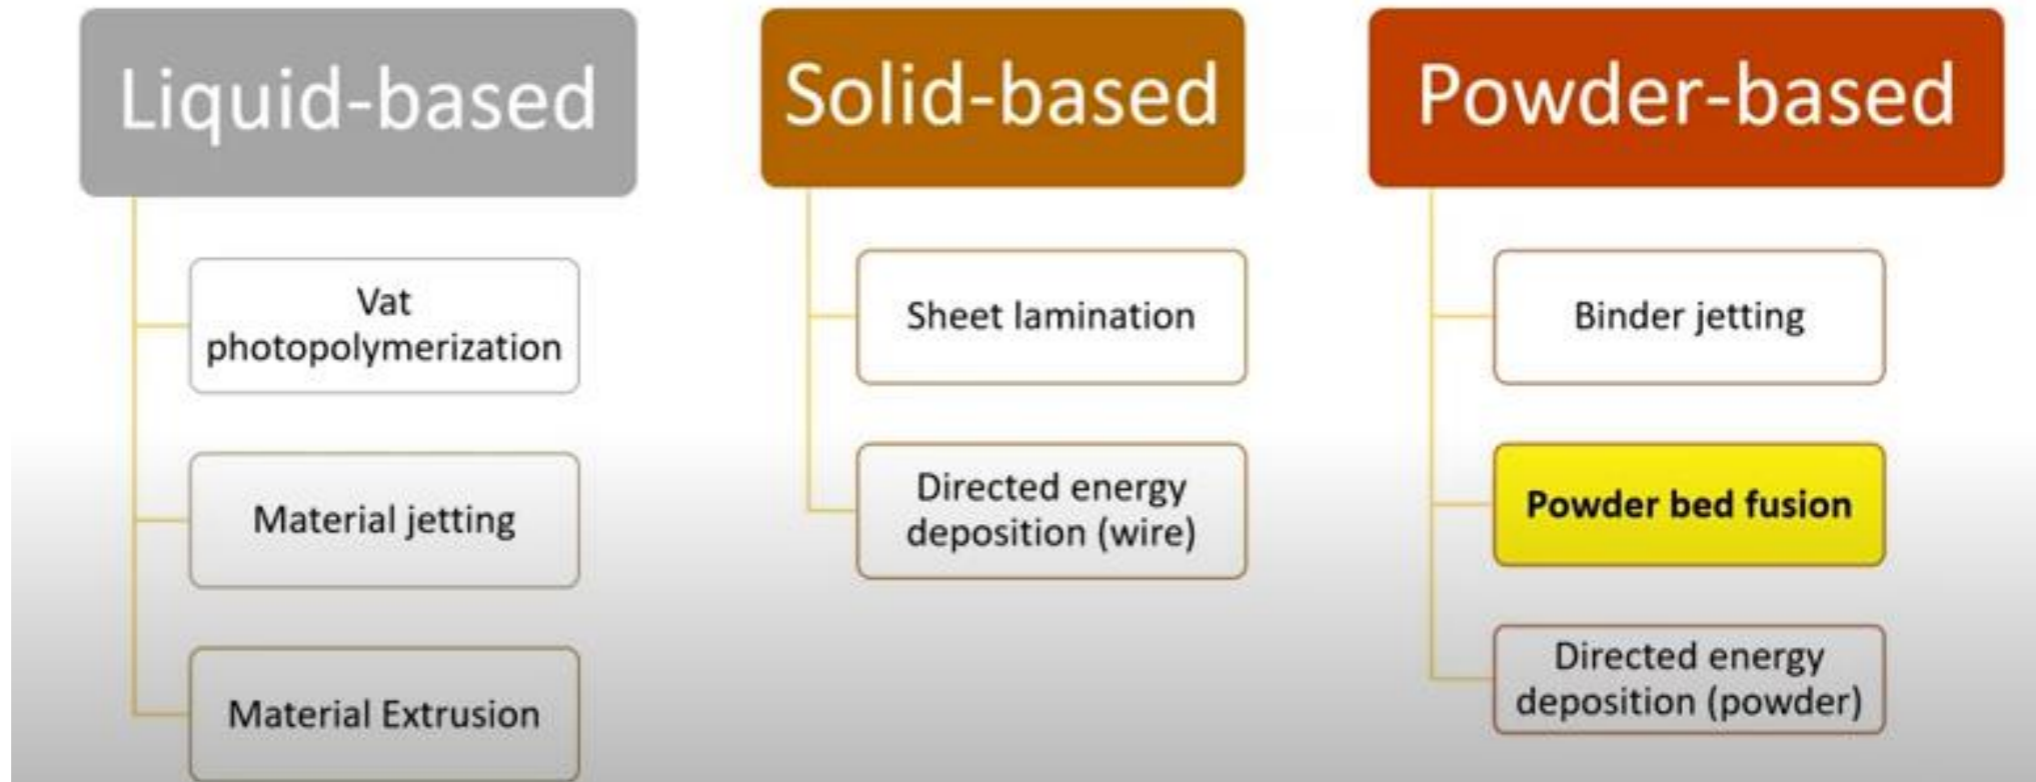 Liquid-based
Vat
photopolymerization
Material jetting
Material Extrusion
Solid-based
Sheet lamination
Directed energy
deposition (wire)
Powder-based
Binder jetting
Powder bed fusion
Directed energy
deposition (powder)